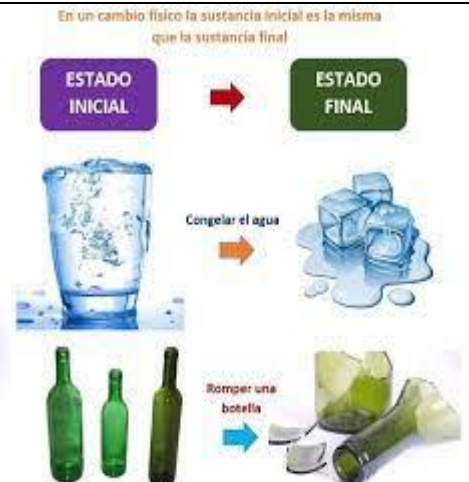 En un cambio físico la sustancia inicial es la misma
que la sustancia final
ESTADO
INICIAL
ESTADO
FINAL
Congelar el agua
Romper una
botella